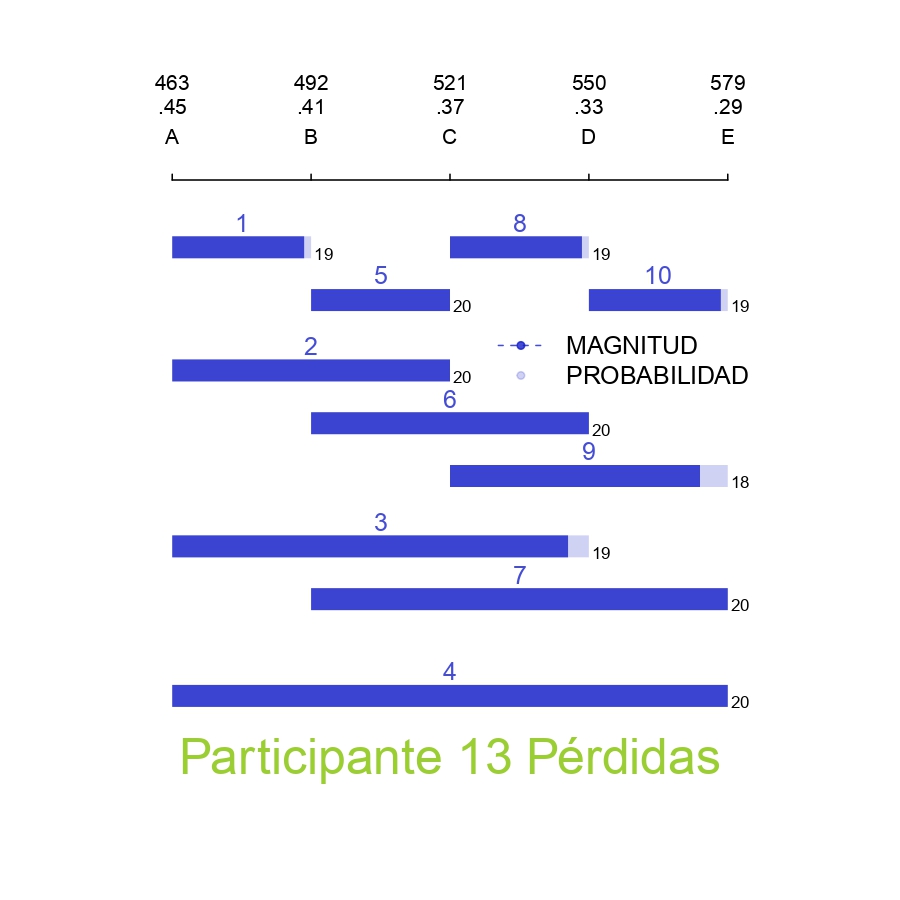 463 492 521 550 579
.45 .41 .37 .33 .29
A B C D E
1 8
19 19
5 10
20 19
2
20
MAGNITUD
PROBABILIDAD
6
20
9
18
3
19
7
20
4
20
Participante 13 Pérdidas